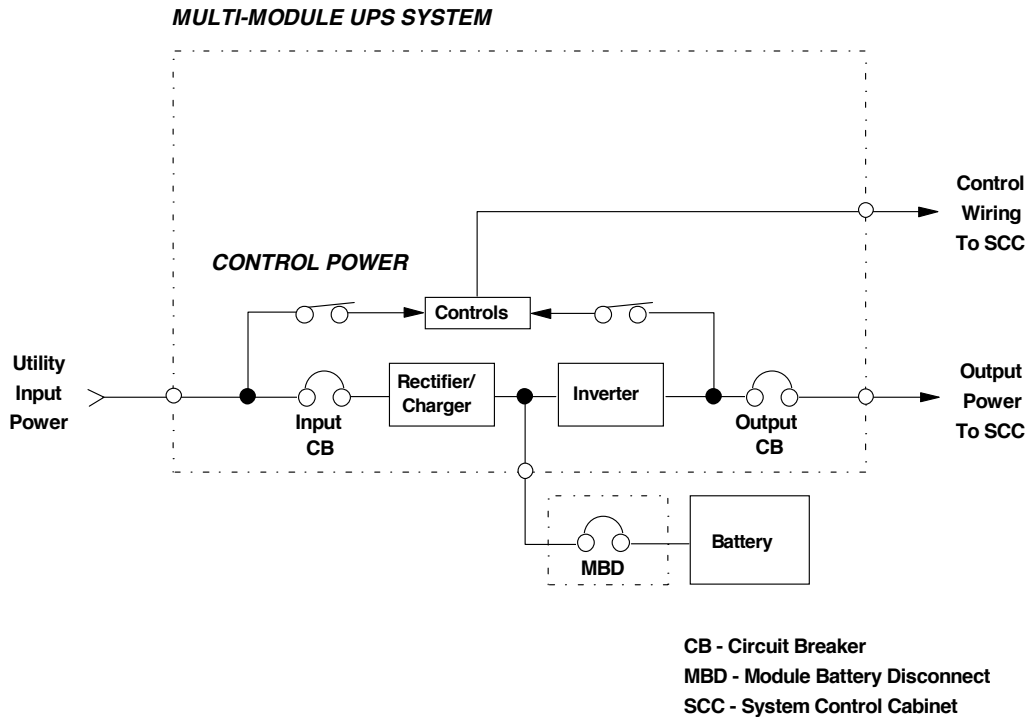 MULTI-MODULE UPS SYSTEM
Control
Wiring
To SCC
CONTROL POWER
Controls
Utility
Input
Power
Input
CB
Rectifier/
Charger
Inverter
Output
CB
Output
Power
To SCC
MBD
Battery
CB - Circuit Breaker
MBD - Module Battery Disconnect
SCC - System Control Cabinet